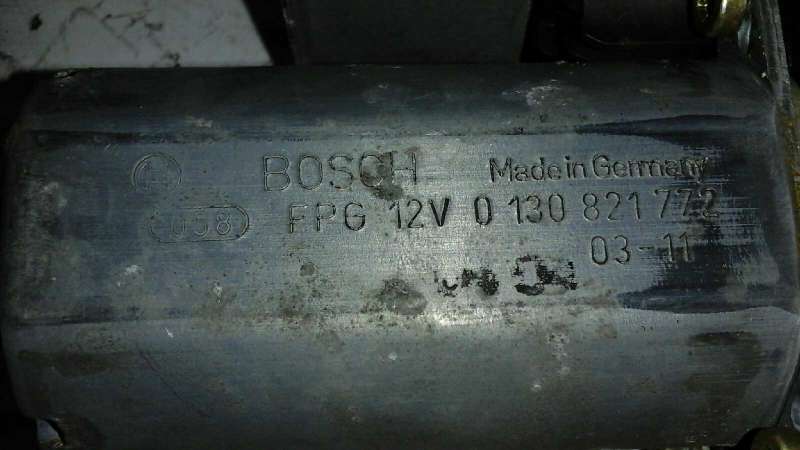 BOSCH Made in Germany
058 FPG 12V 0 130 821 772
03-11